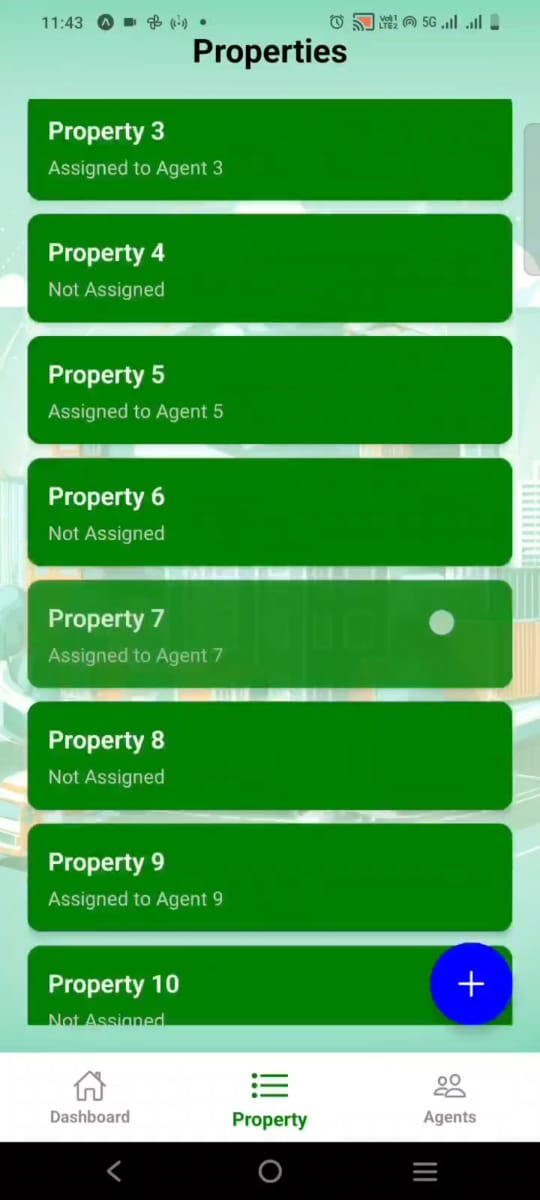 11:43
5G
Properties
Property 3
Assigned to Agent 3
Property 4
Not Assigned
Property 5
Assigned to Agent 5
Property 6
Not Assigned
Property 7
Assigned to Agent 7
Property 8
Not Assigned
Property 9
Assigned to Agent 9
Property 10
Not Assigned
Dashboard
Property
Agents